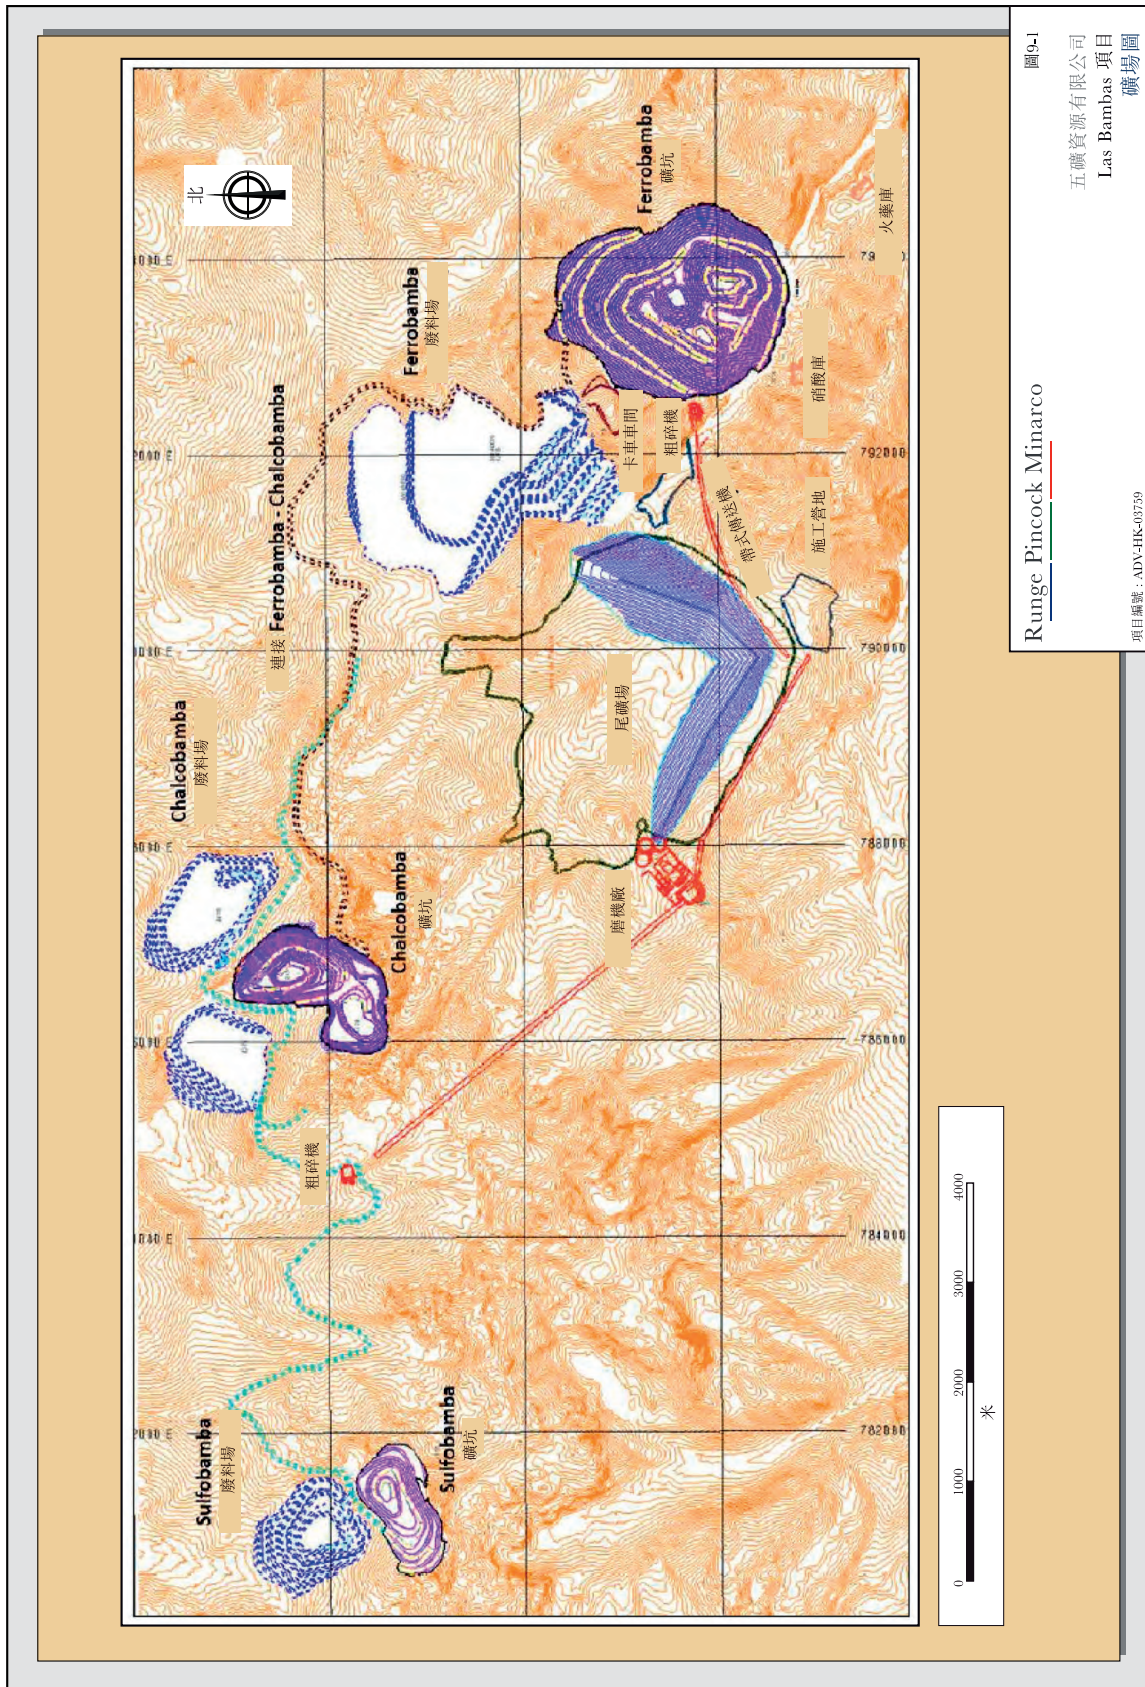 圖9-1
五礦資源有限公司
Las Bambas 項目
礦場圖
Runge Pincock Minarco
項目編號：ADV-HK-03759
北
Sulfobamba
廢料場
Sulfobamba
礦坑
粗碎機
Chalcobamba
廢料場
Chalcobamba
礦坑
連接 Ferrobamba - Chalcobamba
Ferrobamba
廢料場
Ferrobamba
礦坑
磨機廠
尾礦場
卡車車間
粗碎機
帶式傳送機
施工營地
硝酸庫
火藥庫
782000
784000
786000
788000
790000
792000
0
1000
2000
3000
4000
米